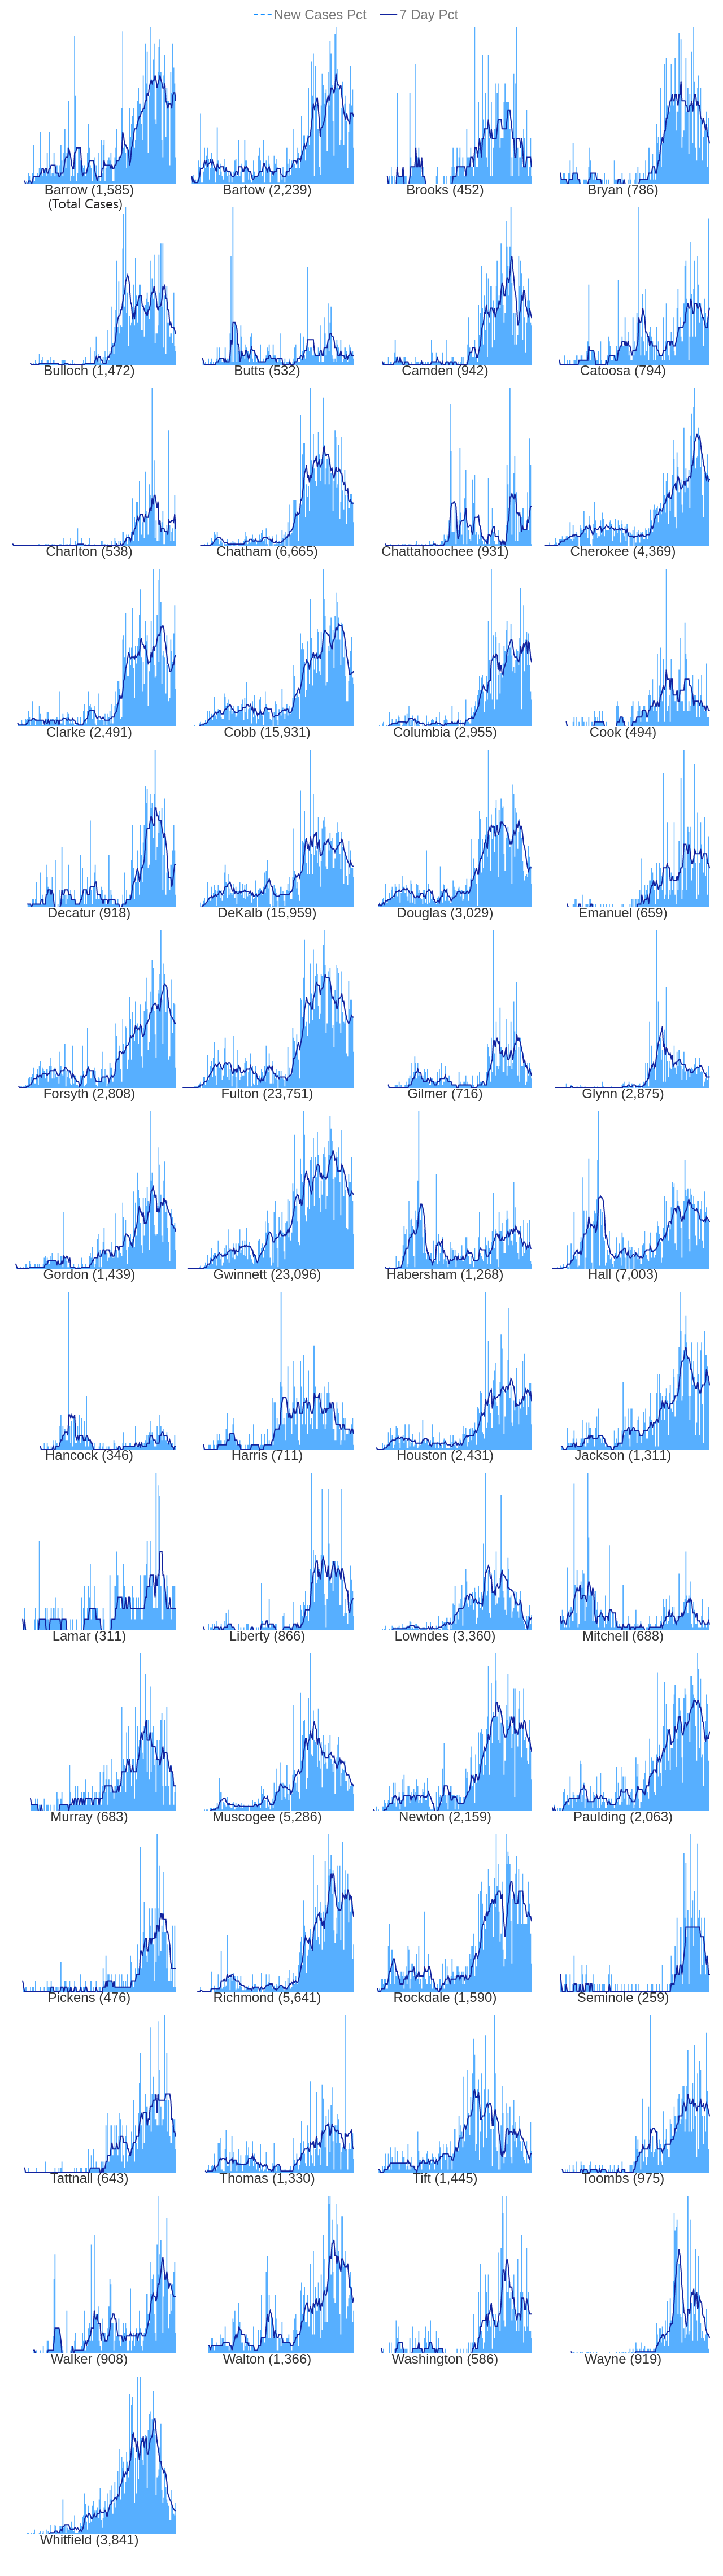 New Cases Pct 7 Day Pct
Barrow (1,585) Bartow (2,239) Brooks (452) Bryan (786)
(Total Cases)
Bulloch (1,472) Butts (532) Camden (942) Catoosa (794)
Charlton (538) Chatham (6,665) Chattahoochee (931) Cherokee (4,369)
Clarke (2,491) Cobb (15,931) Columbia (2,955) Cook (494)
Decatur (918) DeKalb (15,959) Douglas (3,029) Emanuel (659)
Forsyth (2,808) Fulton (23,751) Gilmer (716) Glynn (2,875)
Gordon (1,439) Gwinnett (23,096) Habersham (1,268) Hall (7,003)
Hancock (346) Harris (711) Houston (2,431) Jackson (1,311)
Lamar (311) Liberty (866) Lowndes (3,360) Mitchell (688)
Murray (683) Muscogee (5,286) Newton (2,159) Paulding (2,063)
Pickens (476) Richmond (5,641) Rockdale (1,590) Seminole (259)
Tattnall (643) Thomas (1,330) Tift (1,445) Toombs (975)
Walker (908) Walton (1,366) Washington (586) Wayne (919)
Whitfield (3,841)